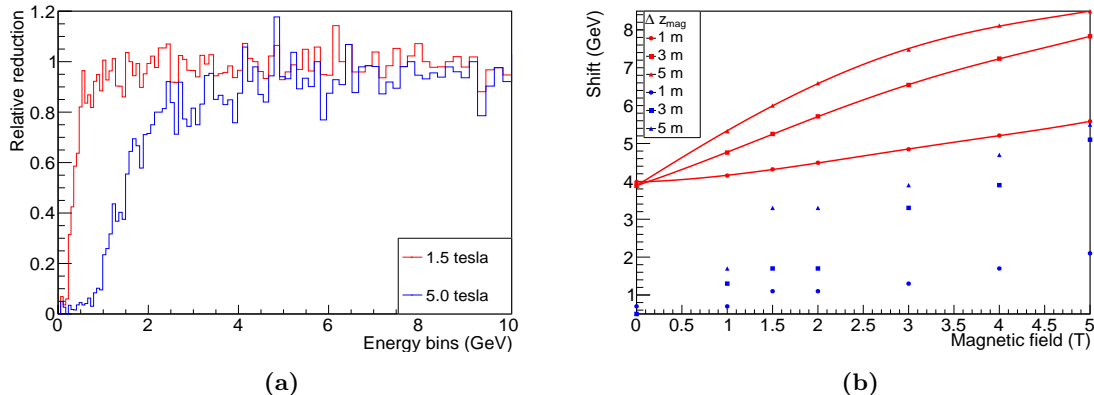 Relative reduction
1.2
1
0.8
0.6
0.4
0.2
0
0 2 4 6 8 10
Energy bins (GeV)
1.5 tesla
5.0 tesla
(a)
Shift (GeV)
8
7
6
5
4
3
2
1
Δ z_mag
1 m
3 m
5 m
1 m
3 m
5 m
0 0.5 1 1.5 2 2.5 3 3.5 4 4.5 5
Magnetic field (T)
(b)